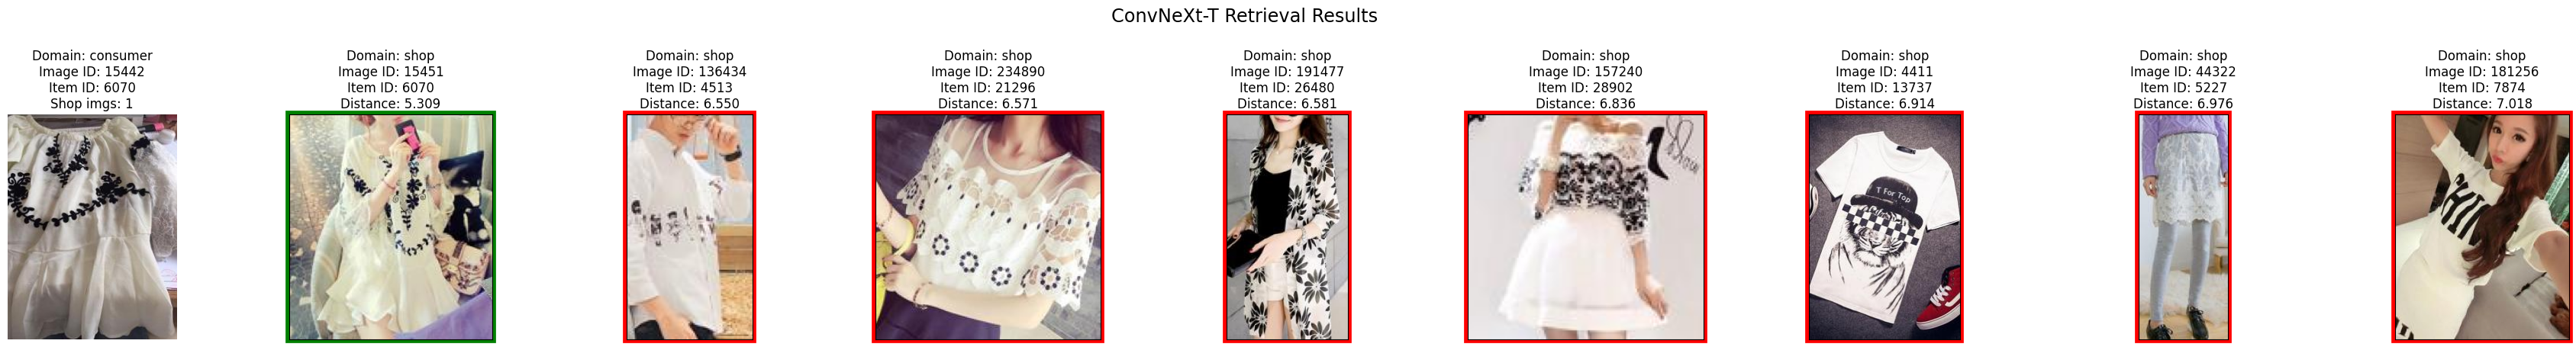 ConvNeXt-T Retrieval Results
Domain: consumer
Image ID: 15442
Item ID: 6070
Shop imgs: 1
Domain: shop
Image ID: 15451
Item ID: 6070
Distance: 5.309
Domain: shop
Image ID: 136434
Item ID: 4513
Distance: 6.550
Domain: shop
Image ID: 234890
Item ID: 21296
Distance: 6.571
Domain: shop
Image ID: 191477
Item ID: 26480
Distance: 6.581
Domain: shop
Image ID: 157240
Item ID: 28902
Distance: 6.836
Domain: shop
Image ID: 4411
Item ID: 13737
Distance: 6.914
Domain: shop
Image ID: 44322
Item ID: 5227
Distance: 6.976
Domain: shop
Image ID: 181256
Item ID: 7874
Distance: 7.018
T For Top